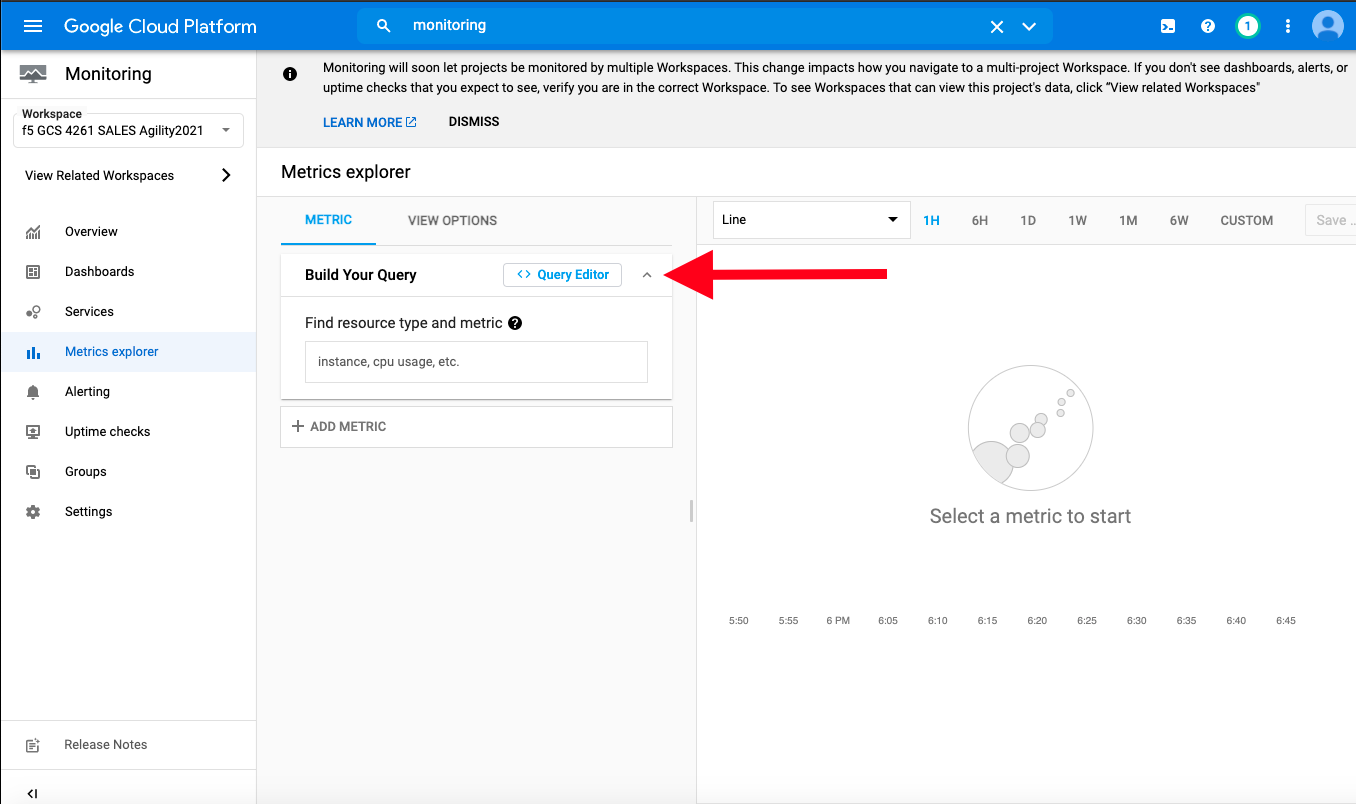 Google Cloud Platform
monitoring
1
Monitoring
Workspace
f5 GCS 4261 SALES Agility2021
View Related Workspaces
Overview
Dashboards
Services
Metrics explorer
Alerting
Uptime checks
Groups
Settings
Release Notes
Monitoring will soon let projects be monitored by multiple Workspaces. This change impacts how you navigate to a multi-project Workspace. If you don't see dashboards, alerts, or
uptime checks that you expect to see, verify you are in the correct Workspace. To see Workspaces that can view this project's data, click "View related Workspaces"
LEARN MORE DISMISS
Metrics explorer
METRIC VIEW OPTIONS
Build Your Query <> Query Editor
Find resource type and metric ?
instance, cpu usage, etc.
+ ADD METRIC
Line 1H 6H 1D 1W 1M 6W CUSTOM Save ..
Select a metric to start
5:50 5:55 6 PM 6:05 6:10 6:15 6:20 6:25 6:30 6:35 6:40 6:45